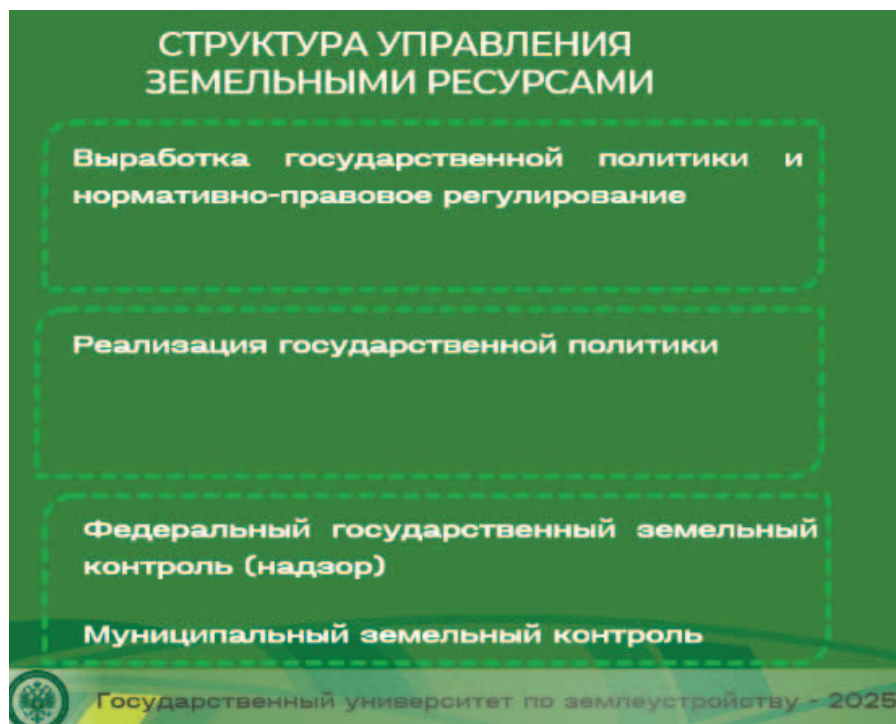 СТРУКТУРА УПРАВЛЕНИЯ
ЗЕМЕЛЬНЫМИ РЕСУРСАМИ
Выработка государственной политики и
нормативно-правовое регулирование
Реализация государственной политики
Федеральный государственный земельный
контроль (надзор)
Муниципальный земельный контроль
Государственный университет по землеустройству - 2025